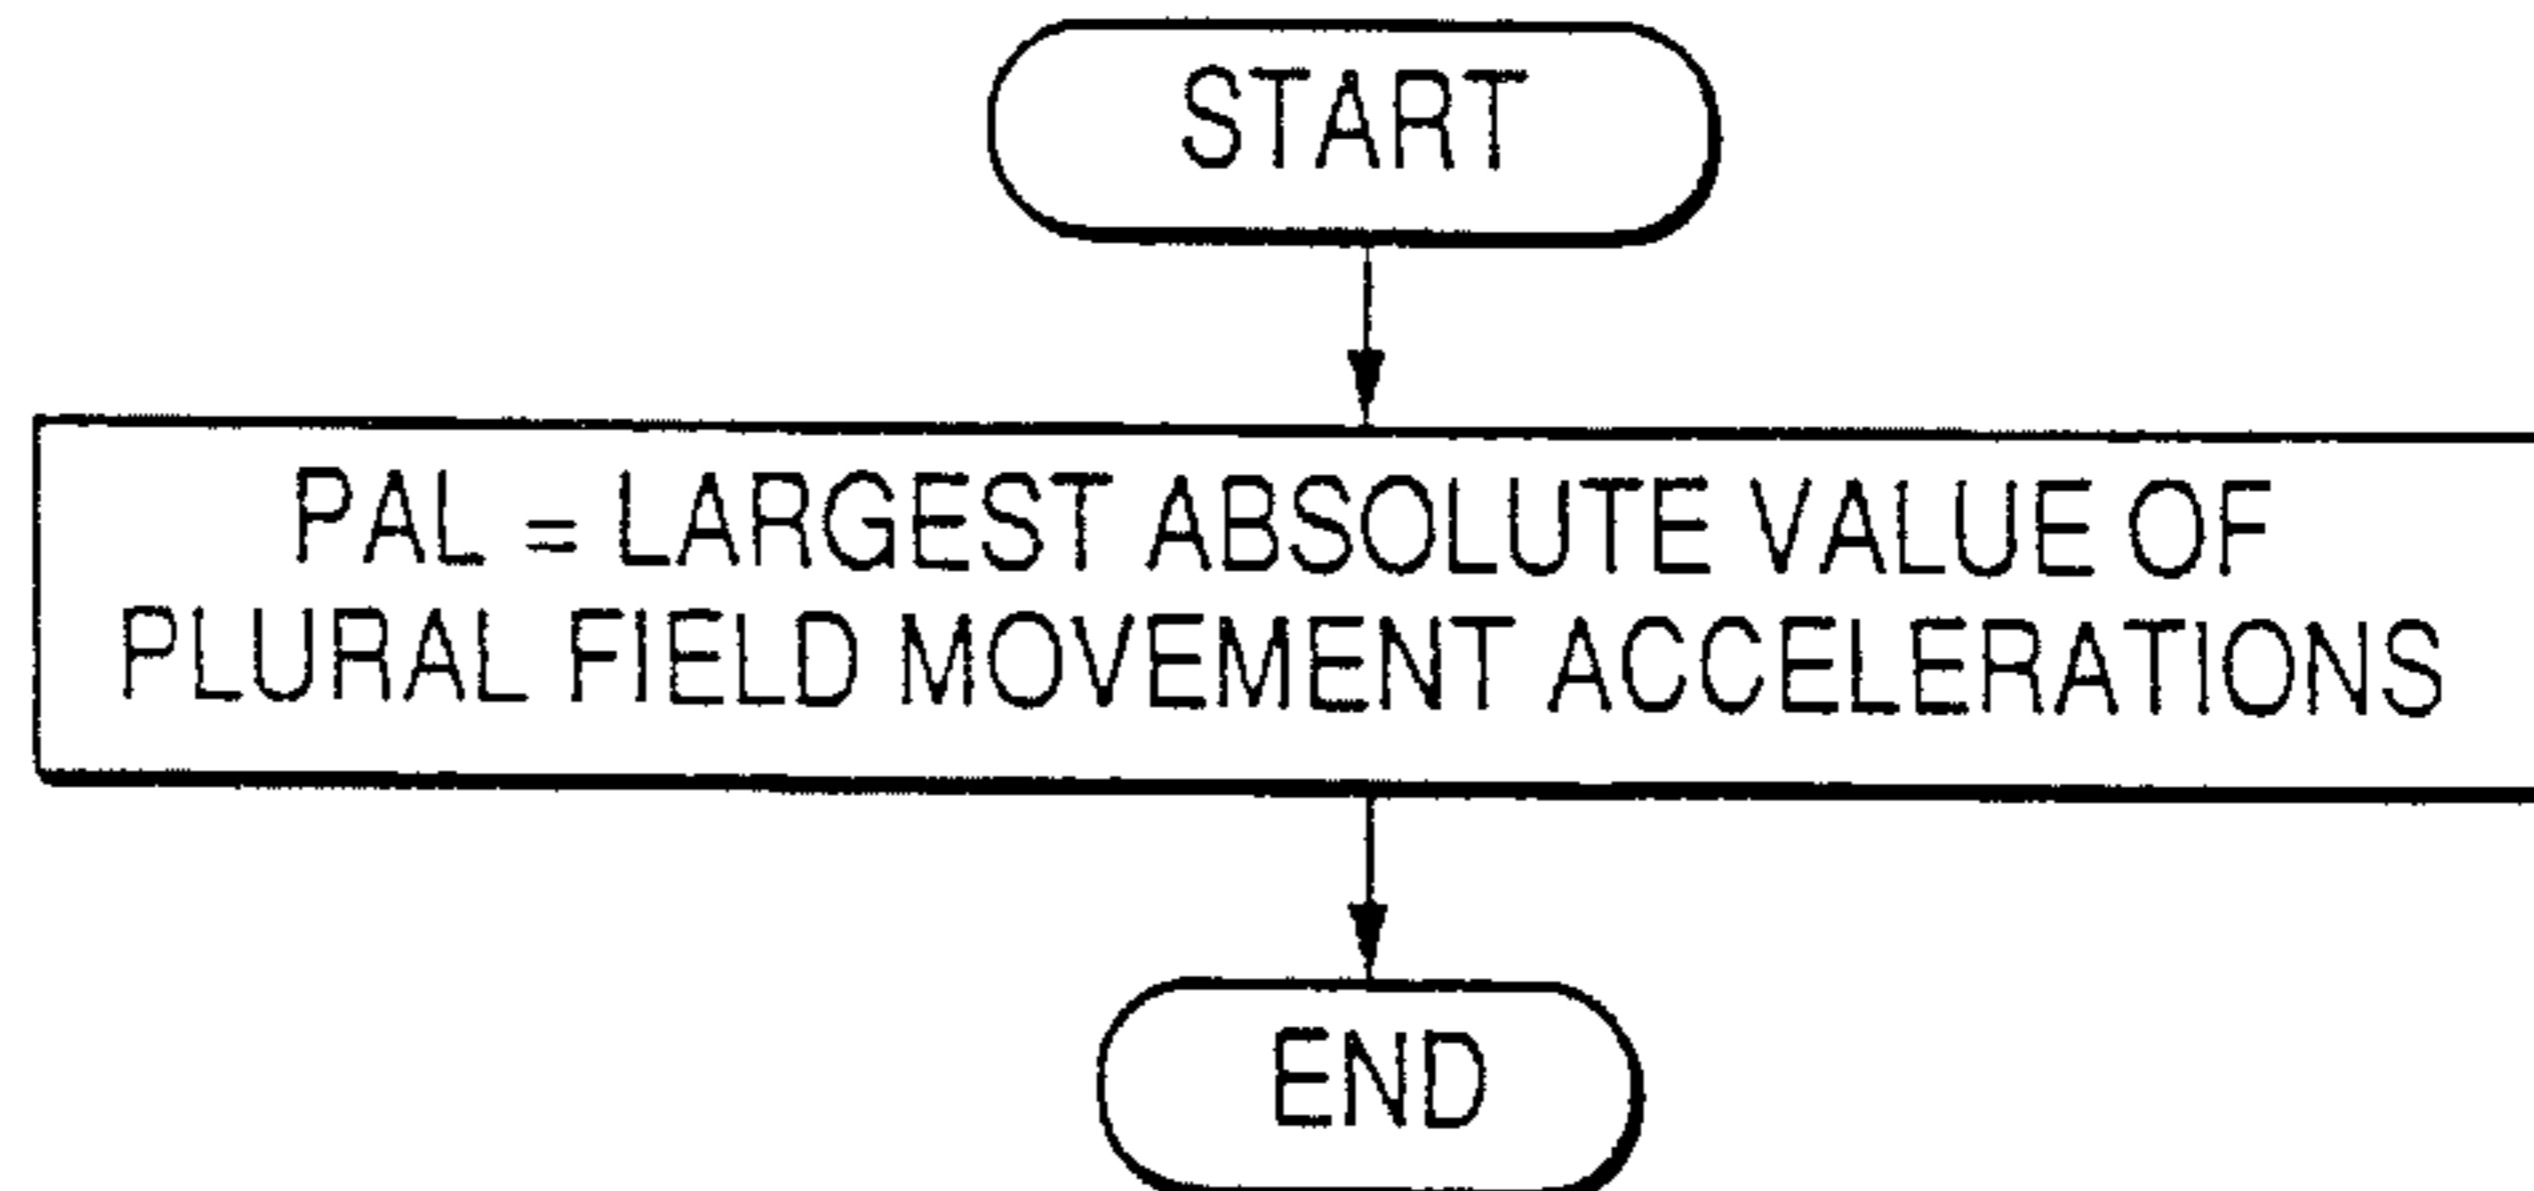 START
PAL = LARGEST ABSOLUTE VALUE OF
PLURAL FIELD MOVEMENT ACCELERATIONS
END